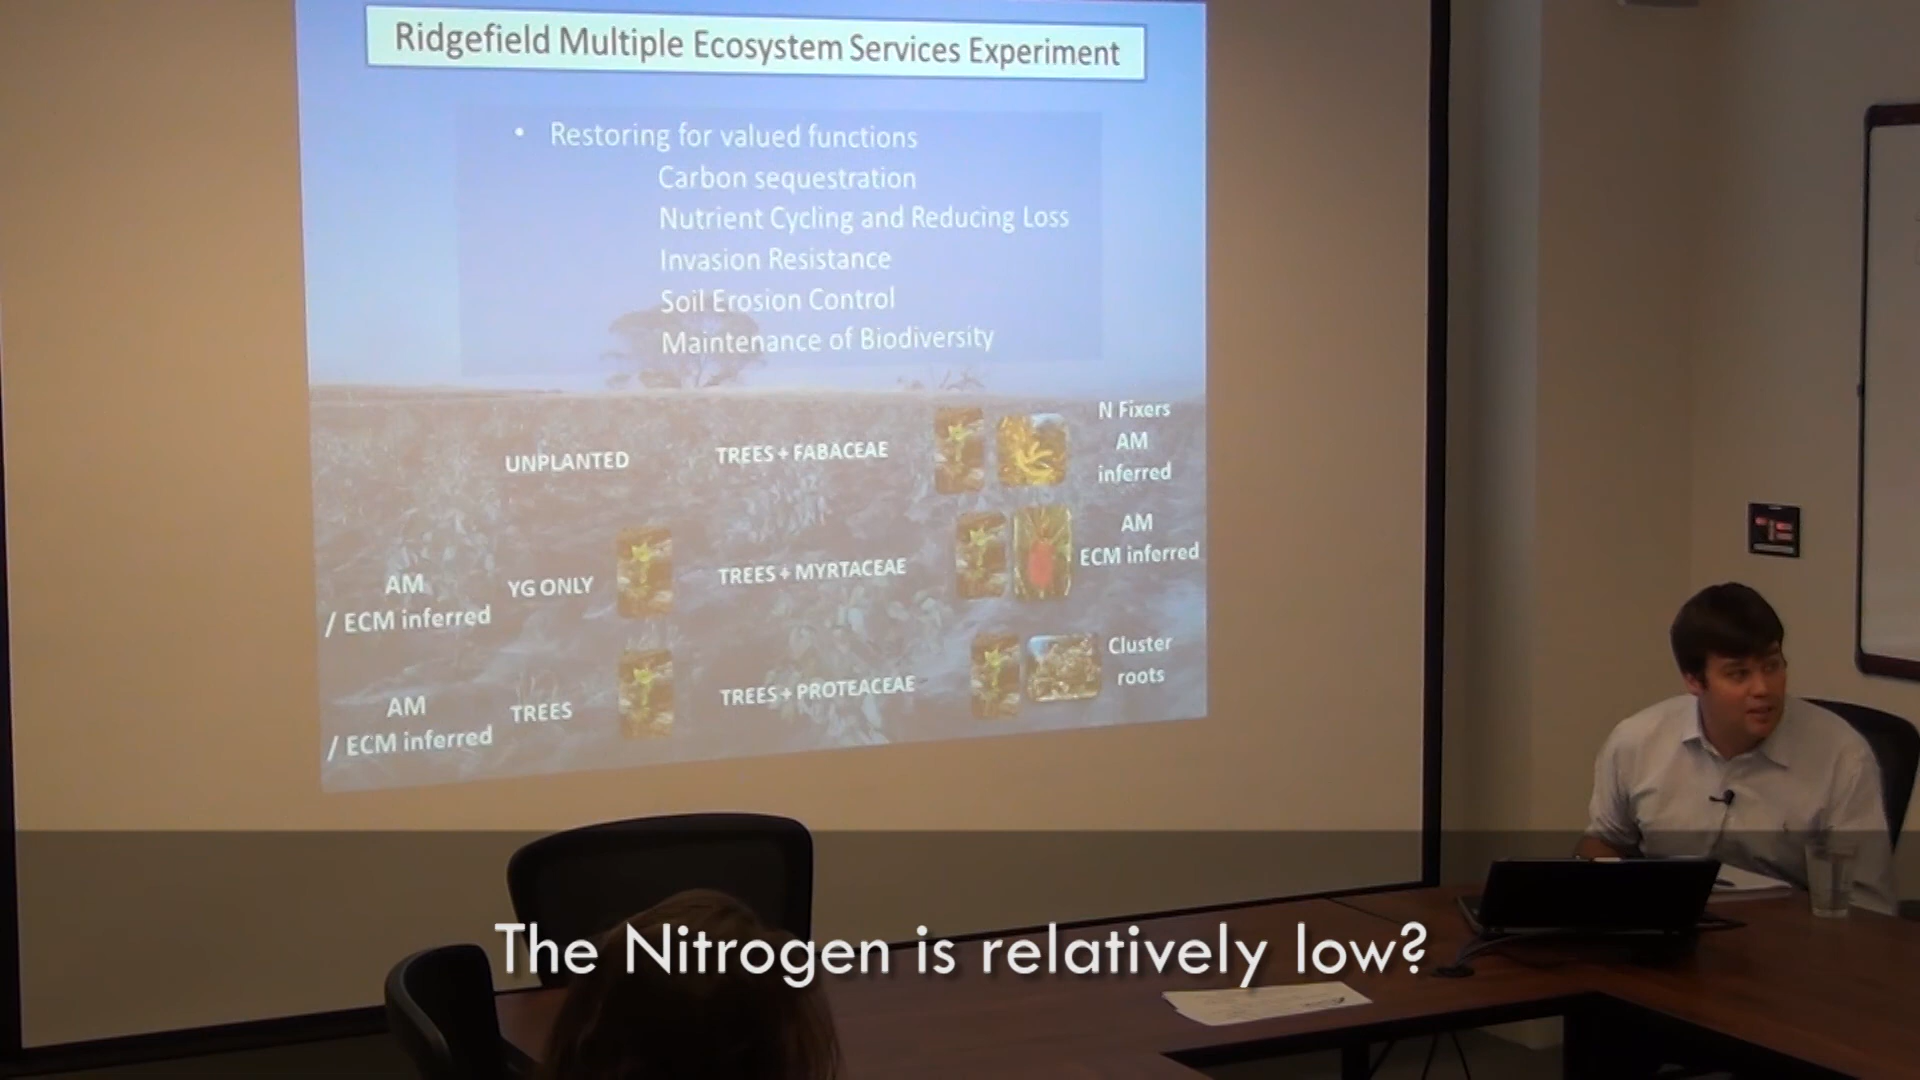 Ridgefield Multiple Ecosystem Services Experiment
• Restoring for valued functions
Carbon sequestration
Nutrient Cycling and Reducing Loss
Invasion Resistance
Soil Erosion Control
Maintenance of Biodiversity
UNPLANTED
TREES + FABACEAE
N Fixers
AM
inferred
AM
/ ECM inferred
YG ONLY
TREES + MYRTACEAE
AM
ECM inferred
AM
/ ECM inferred
TREES
TREES + PROTEACEAE
Cluster
roots
The Nitrogen is relatively low?